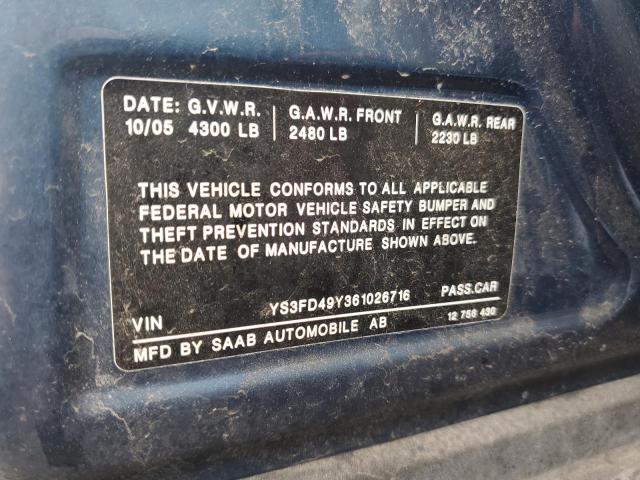 DATE: G.V.W.R. G.A.W.R. FRONT G.A.W.R. REAR
10/05 4300 LB 2480 LB 2230 LB
THIS VEHICLE CONFORMS TO ALL APPLICABLE
FEDERAL MOTOR VEHICLE SAFETY BUMPER AND
THEFT PREVENTION STANDARDS IN EFFECT ON
THE DATE OF MANUFACTURE SHOWN ABOVE.
VIN YS3FD49Y361026716 PASS.CAR
MFD BY SAAB AUTOMOBILE AB 12 756 430